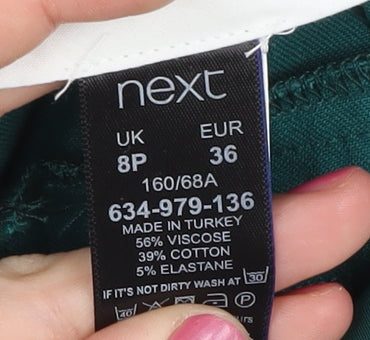 next
UK EUR
8P 36
160/68A
634-979-136
MADE IN TURKEY
56% VISCOSE
39% COTTON
5% ELASTANE
IF IT'S NOT DIRTY WASH AT 30
40 P